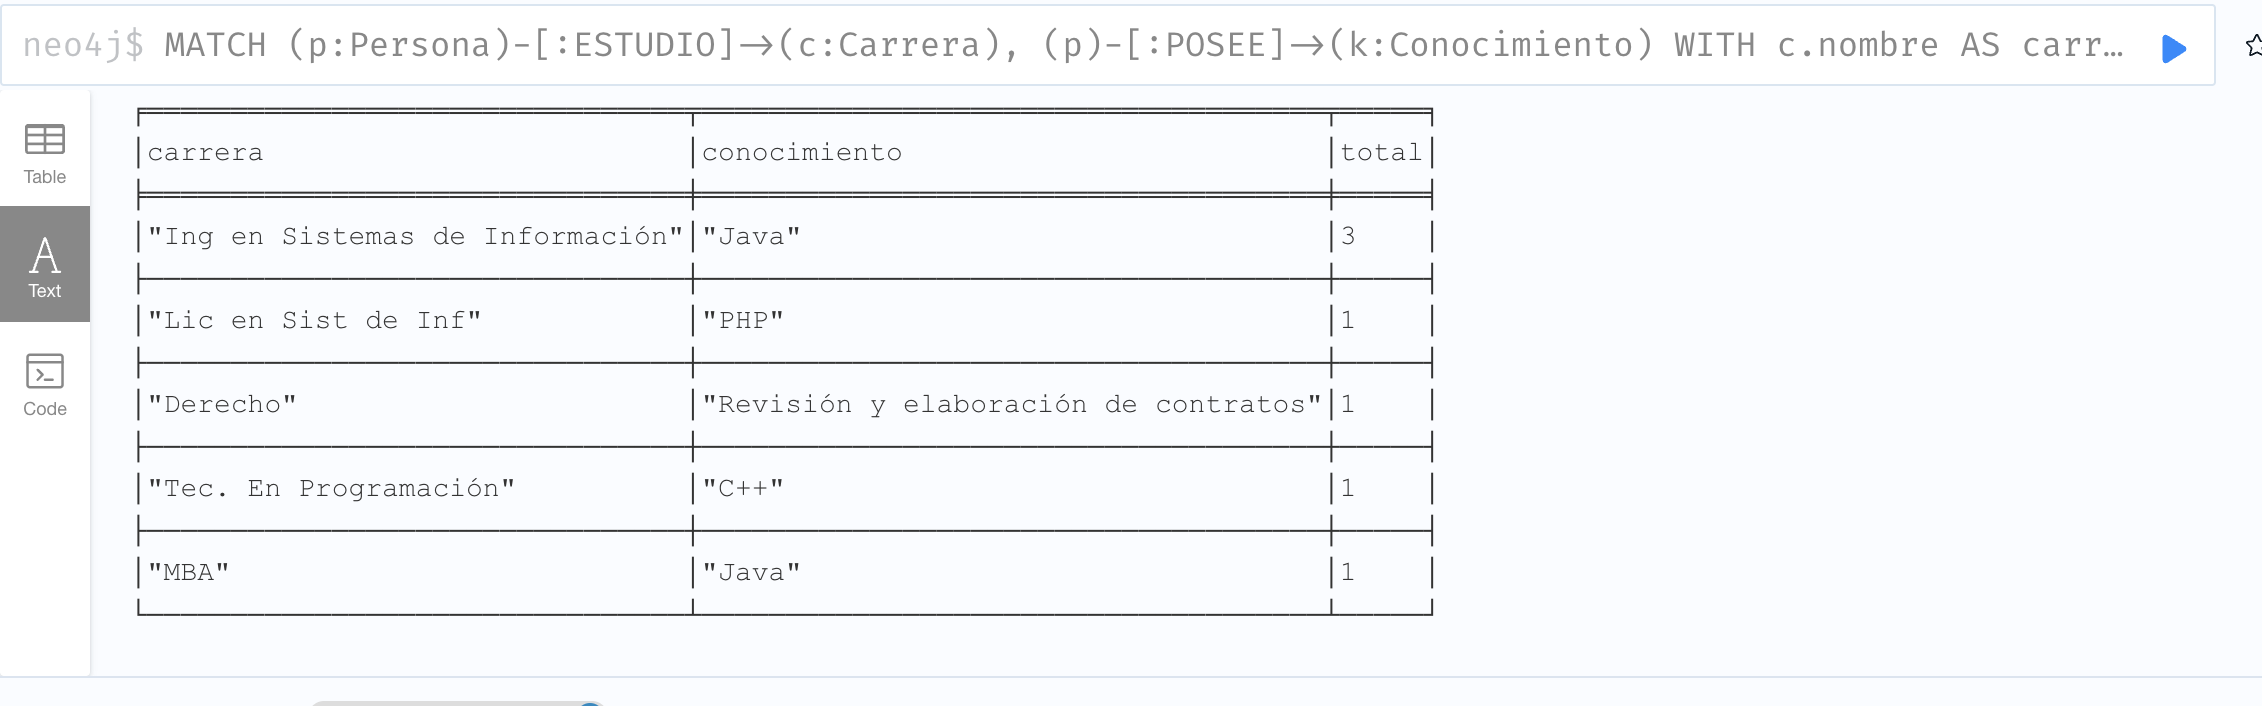 neo4j$ MATCH (p:Persona)-[:ESTUDIO]→(c:Carrera), (p)-[:POSEE]→(k:Conocimiento) WITH c.nombre AS carr…
Table
Text
Code
carrera conocimiento total
"Ing en Sistemas de Información" "Java" 3
"Lic en Sist de Inf" "PHP" 1
"Derecho" "Revisión y elaboración de contratos" 1
"Tec. En Programación" "C++" 1
"MBA" "Java" 1